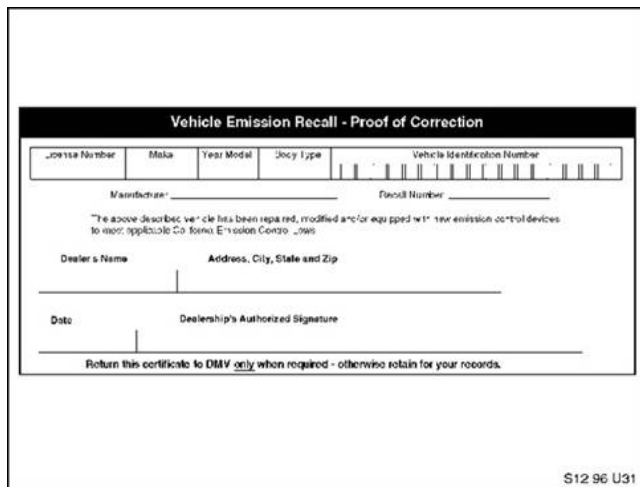 Vehicle Emission Recall - Proof of Correction
License Number Make Year Model Body Type Vehicle Identification Number
Manufacturer Recall Number
The above described vehicle has been repaired, modified and/or equipped with new emission control devices
to meet applicable California Emission Control Laws
Dealer's Name Address, City, State and Zip
Date Dealership's Authorized Signature
Return this certificate to DMV only when required - otherwise retain for your records.
S12 96 U31